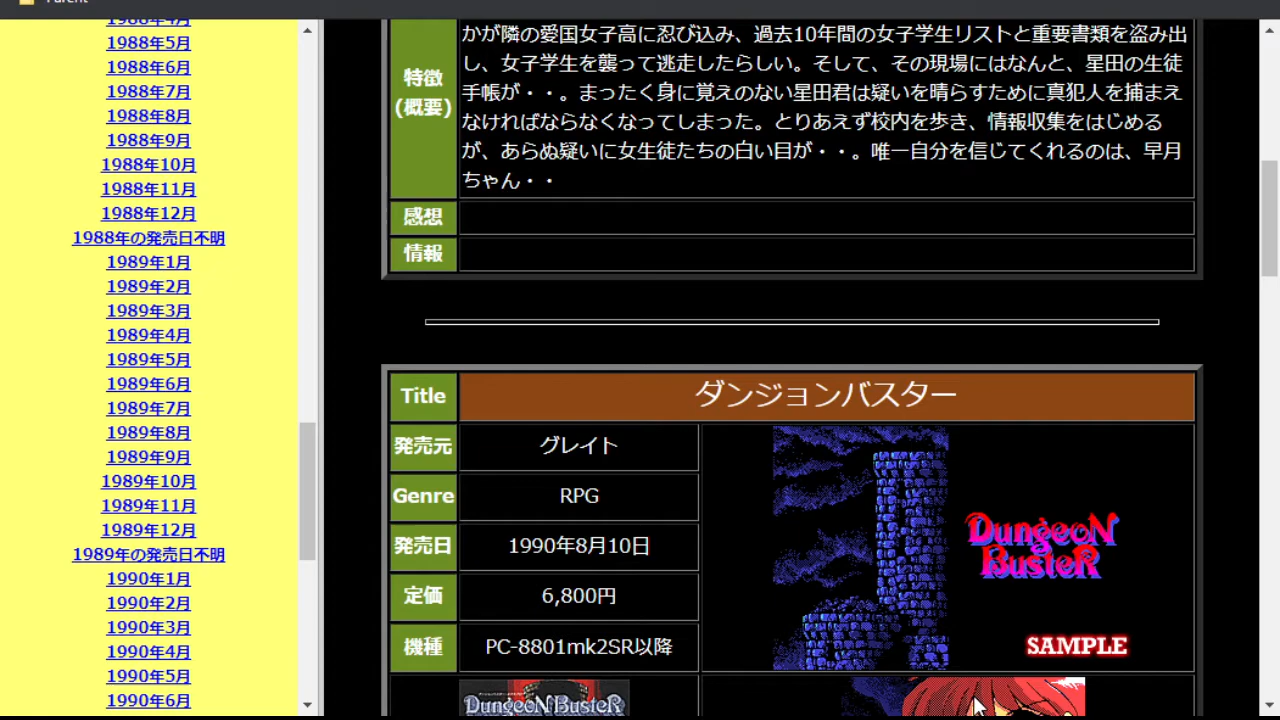 Parent
1988年4月
1988年5月
1988年6月
1988年7月
1988年8月
1988年9月
1988年10月
1988年11月
1988年12月
1988年の発売日不明
1989年1月
1989年2月
1989年3月
1989年4月
1989年5月
1989年6月
1989年7月
1989年8月
1989年9月
1989年10月
1989年11月
1989年12月
1989年の発売日不明
1990年1月
1990年2月
1990年3月
1990年4月
1990年5月
1990年6月
特徴
(概要)
かが隣の愛国女子高に忍び込み、過去10年間の女子学生リストと重要書類を盗み出
し、女子学生を襲って逃走したらしい。そして、その現場にはなんと、星田の生徒
手帳が・・。まったく身に覚えのない星田君は疑いを晴らすために真犯人を捕まえ
なければならなくなってしまった。とりあえず校内を歩き、情報収集をはじめる
が、あらぬ疑いに女生徒たちの白い目が・・。唯一自分を信じてくれるのは、早月
ちゃん・・
感想
情報
Title
ダンジョンバスター
発売元
グレイト
Genre
RPG
発売日
1990年8月10日
定価
6,800円
機種
PC-8801mk2SR以降
DungeoN
BusteR
SAMPLE
DungeoN BusteR